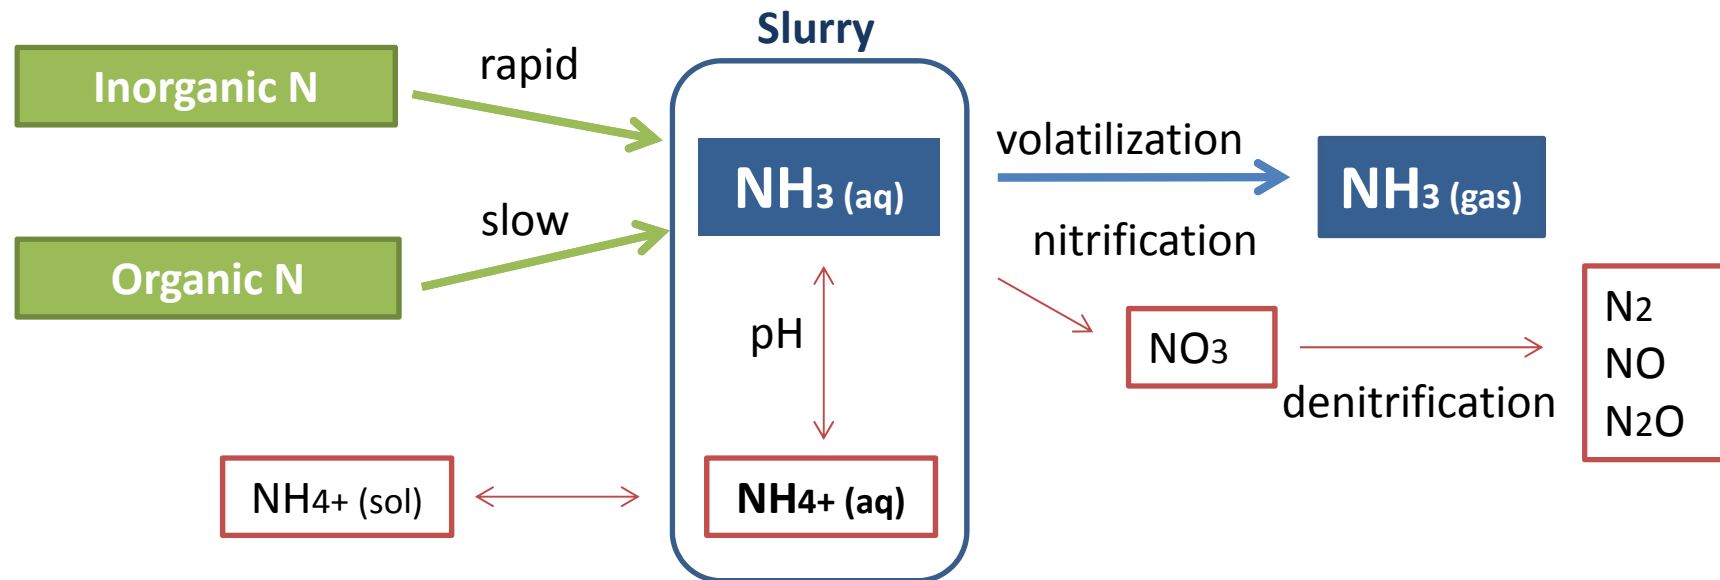 Slurry
Inorganic N
rapid
NH3 (aq)
volatilization
NH3 (gas)
slow
nitrification
Organic N
pH
NO3
denitrification
N2
NO
N2O
NH4+ (sol)
NH4+ (aq)